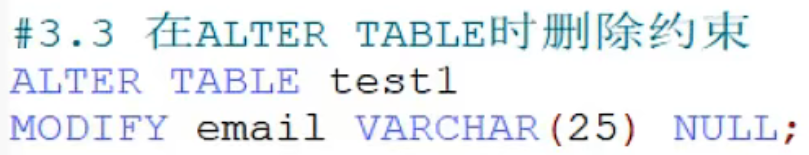 #3.3 在ALTER TABLE时删除约束
ALTER TABLE test1
MODIFY email VARCHAR(25) NULL;